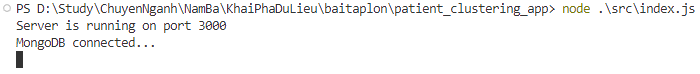 PS D:\Study\ChuyenNganh\NamBa\KhaiPhaDuLieu\baitaplon\patient_clustering_app> node .\src\index.js
Server is running on port 3000
MongoDB connected...